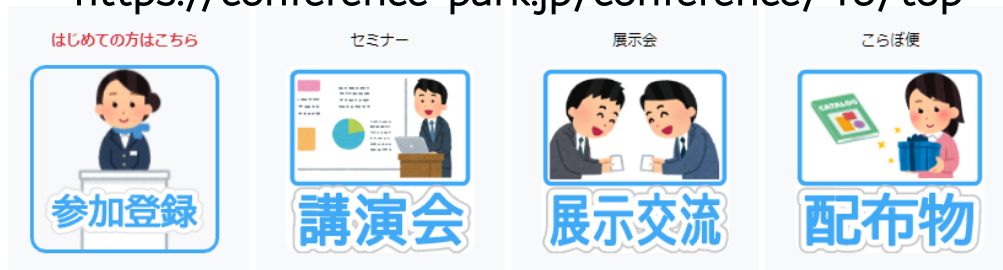 https://conference-park.jp/conference/
top
はじめての方はこちら
セミナー
展示会
こらぼ便
CATALOG
参加登録
講演会
展示交流
配布物